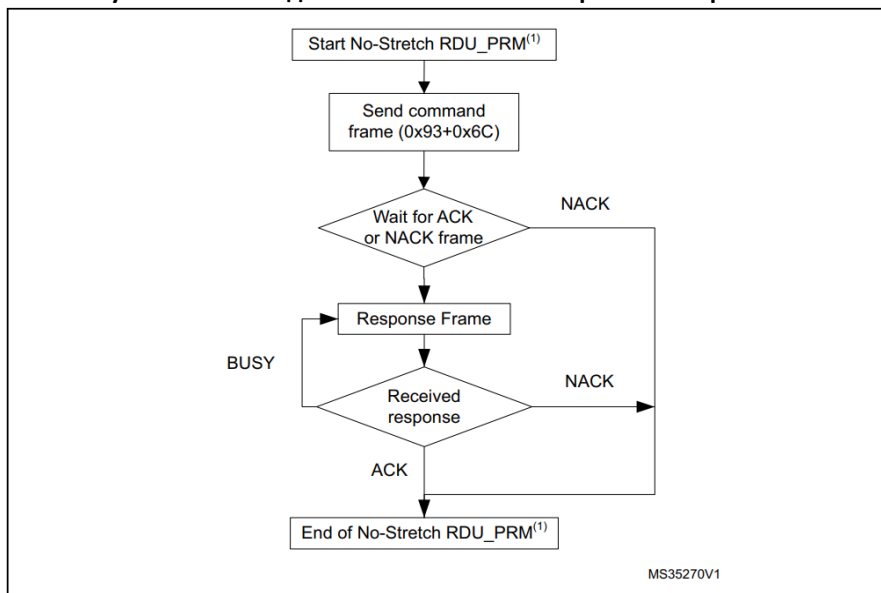 Start No-Stretch RDU_PRM(1)
Send command
frame (0x93+0x6C)
Wait for ACK
or NACK frame
NACK
Response Frame
BUSY
Received
response
NACK
ACK
End of No-Stretch RDU_PRM(1)
MS35270V1